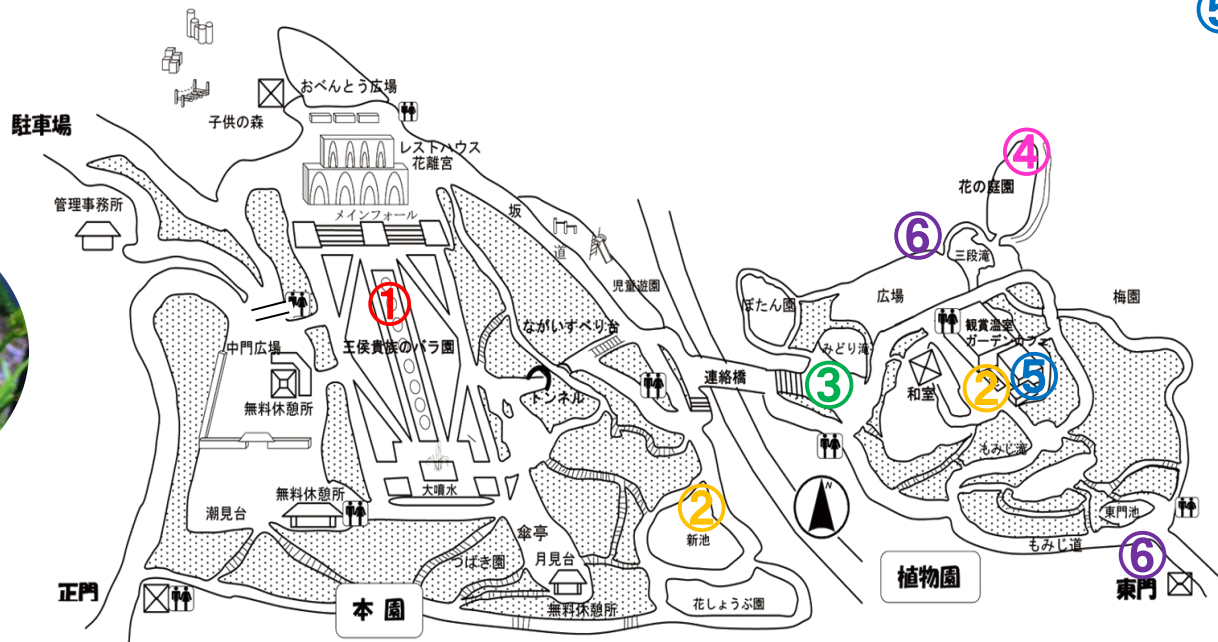 ⑤
おべんとう広場
子供の森
駐車場
レストハウス
花離宮
④
花の庭園
管理事務所
メインフォール
坂
道
⑥
三段滝
児童遊園
ぼたん園
広場
梅園
①
王侯貴族のバラ園
中門広場
ながいすべり台
みどり滝
観賞温室
ガーデンカフェ
無料休憩所
トンネル
連絡橋
③
和室
②
⑤
もみじ滝
N
大噴水
無料休憩所
潮見台
②
新池
傘亭
月見台
つばき園
東門池
もみじ道
⑥
正門
本園
無料休憩所
花しょうぶ園
植物園
東門